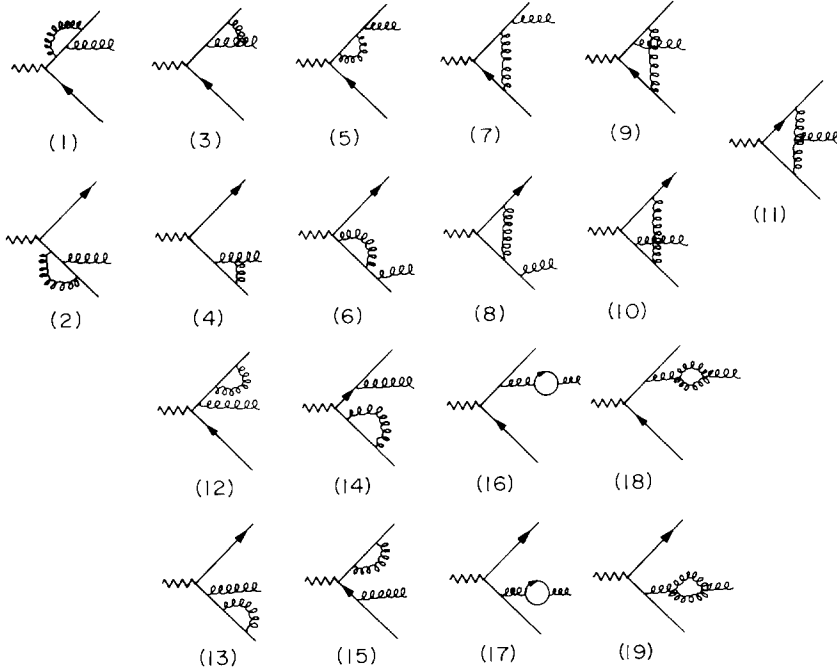 (1) (3) (5) (7) (9)
(11)
(2) (4) (6) (8) (10)
(12) (14) (16) (18)
(13) (15) (17) (19)